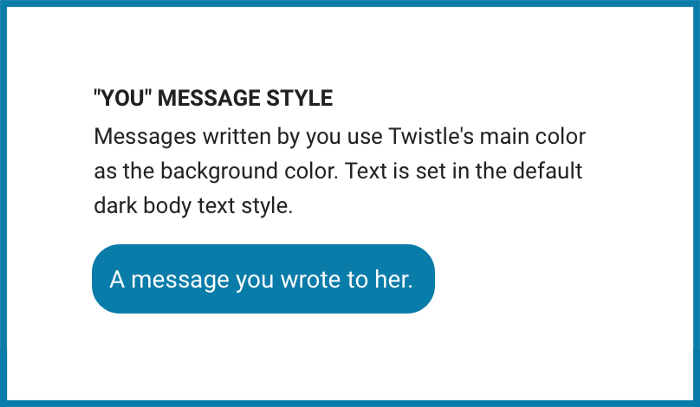 "YOU" MESSAGE STYLE
Messages written by you use Twistle's main color
as the background color. Text is set in the default
dark body text style.
A message you wrote to her.